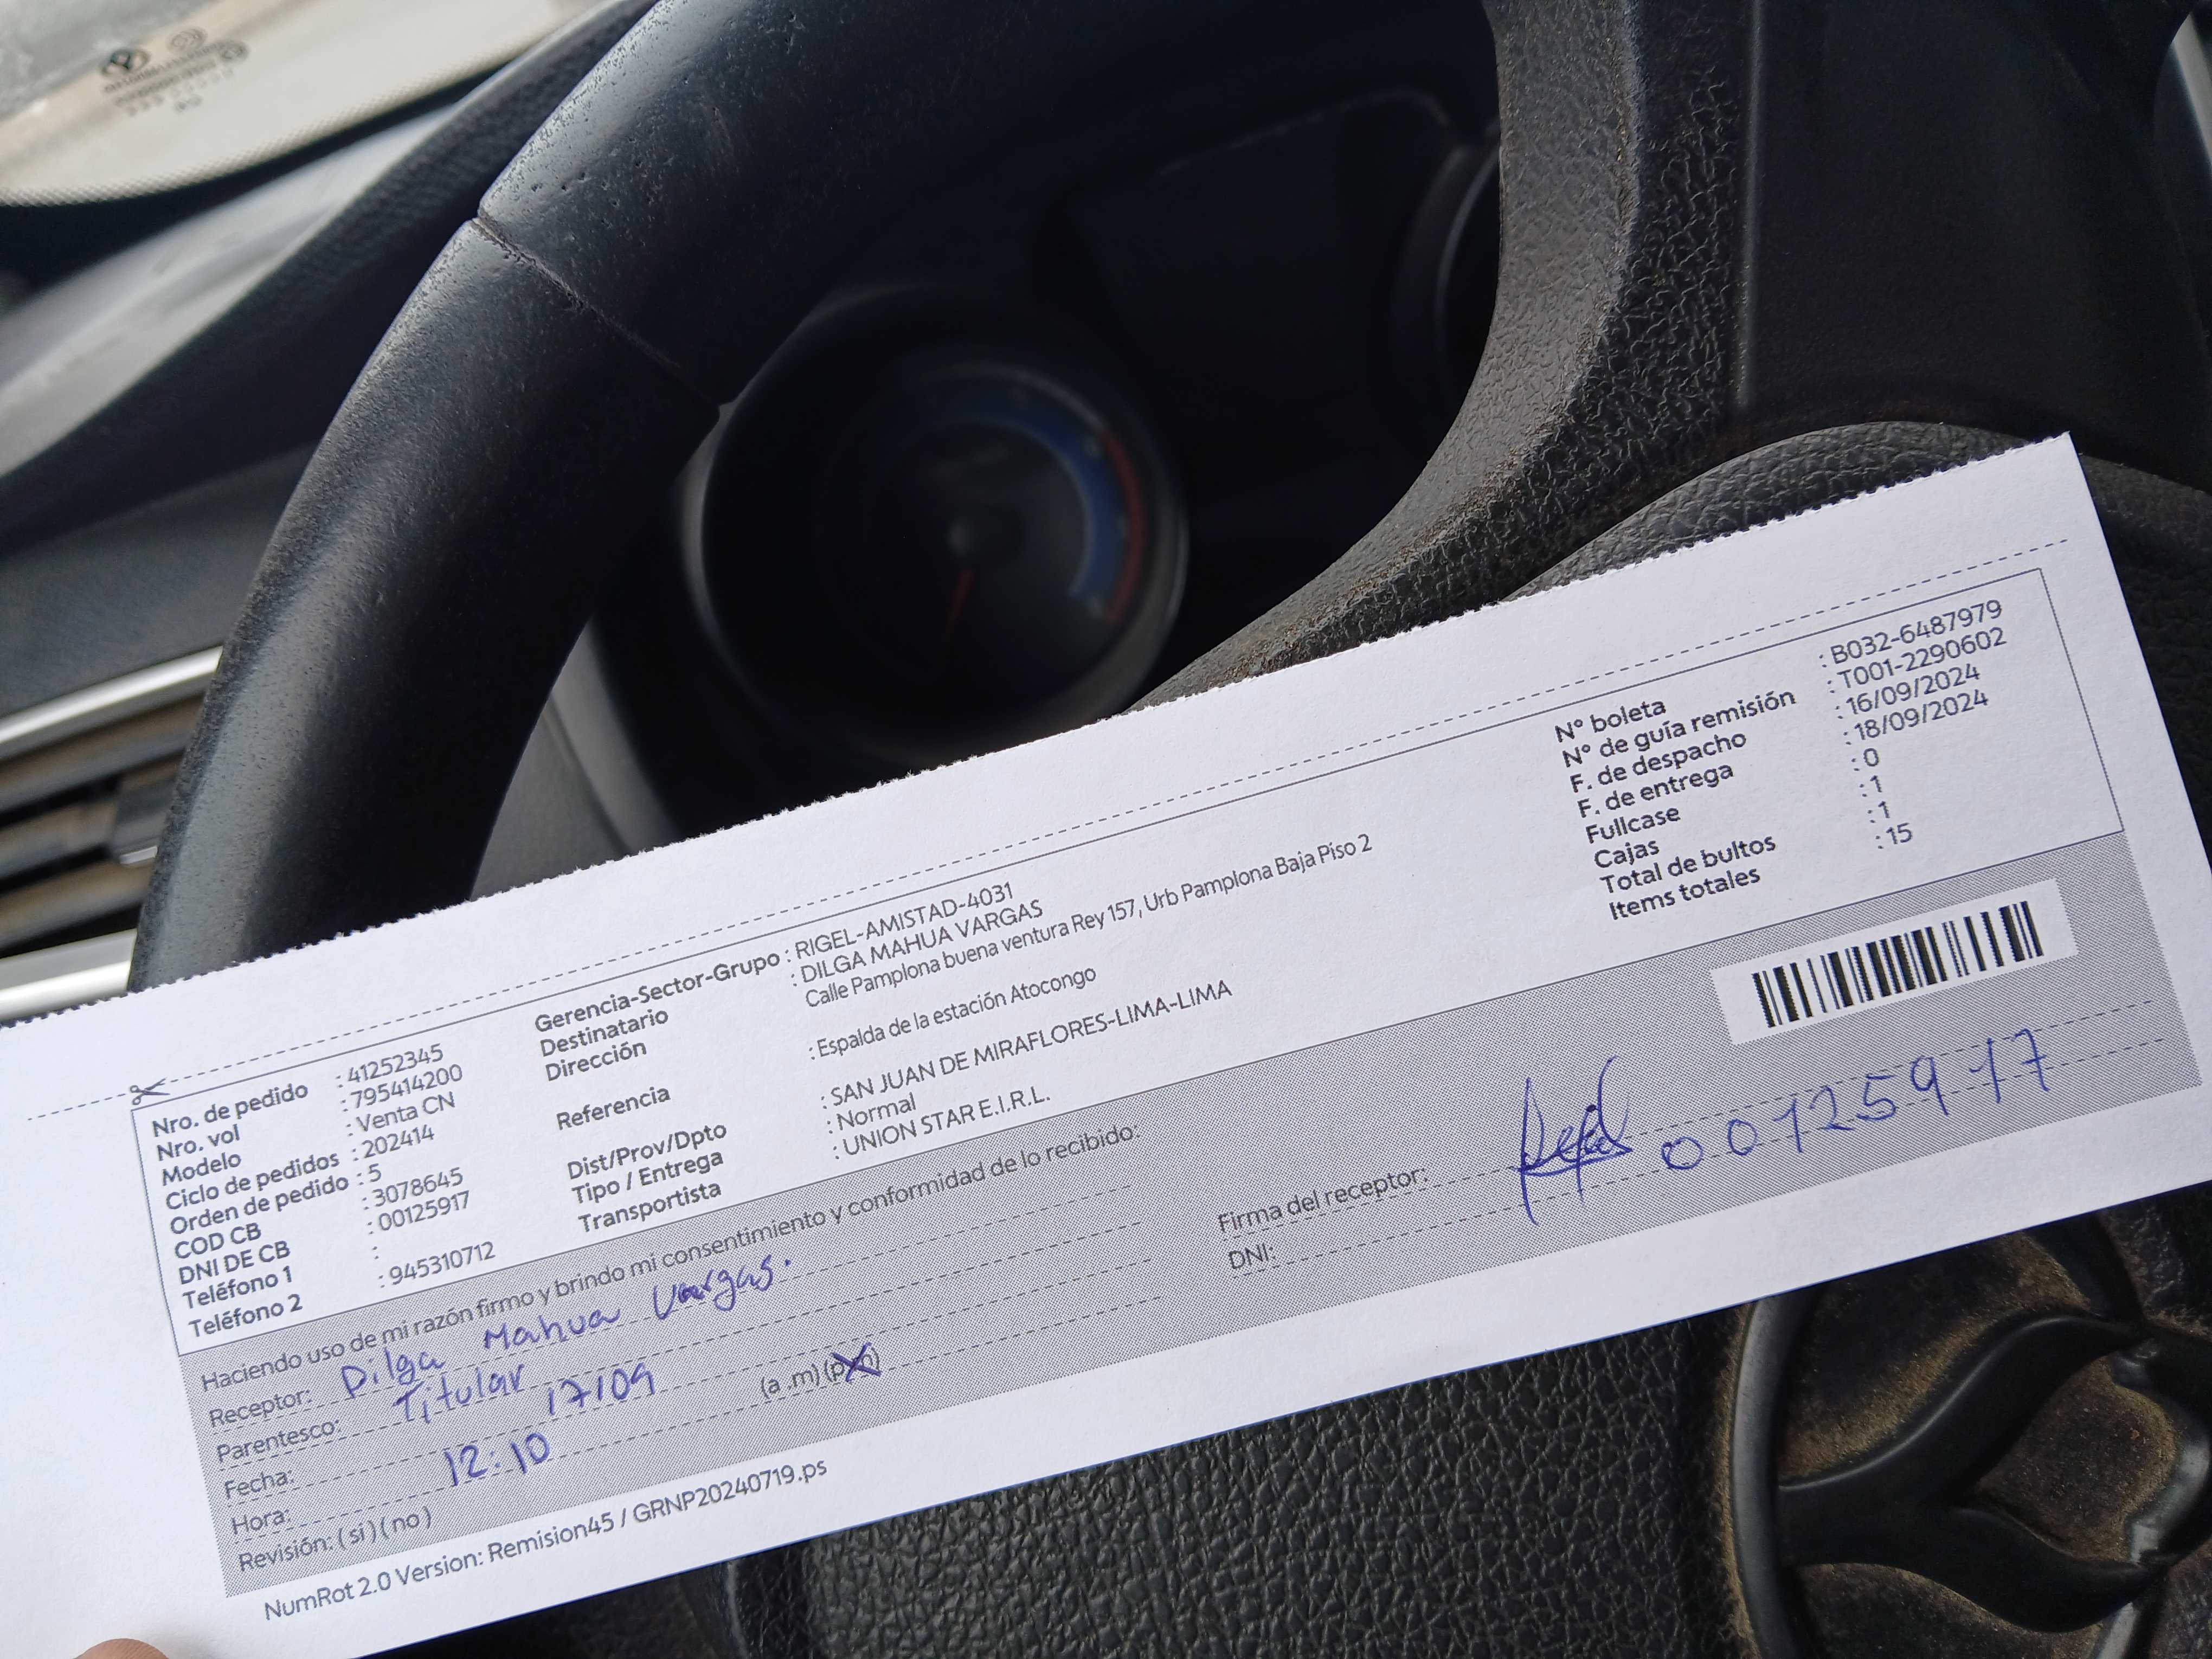 Nro. de pedido : 41252345
Nro. vol : 795414200
Modelo : Venta CN
Ciclo de pedidos : 202414
Orden de pedido : 5
COD CB : 3078645
DNI DE CB : 00125917
Teléfono 1 :
Teléfono 2 : 945310712
Gerencia-Sector-Grupo : RIGEL-AMISTAD-4031
Destinatario : DILGA MAHUA VARGAS
Dirección Calle Pamplona buena ventura Rey 157, Urb Pamplona Baja Piso 2
Referencia : Espalda de la estación Atocongo
Dist/Prov/Dpto : SAN JUAN DE MIRAFLORES-LIMA-LIMA
Tipo / Entrega : Normal
Transportista : UNION STAR E.I.R.L.
N° boleta : B032-6487979
N° de guía remisión : T001-2290602
F. de despacho : 16/09/2024
F. de entrega : 18/09/2024
Fullcase : 0
Cajas : 1
Total de bultos : 1
Items totales : 15
Haciendo uso de mi razón firmo y brindo mi consentimiento y conformidad de lo recibido:
Receptor: Dilga Mahua Vargas.
Parentesco: Titular
Fecha: 17/09
Hora: 12:10 (a .m) (p.m)
Revisión: ( si ) ( no )
Firma del receptor:
DNI: 00125917
NumRot 2.0 Version: Remision45 / GRNP20240719.ps